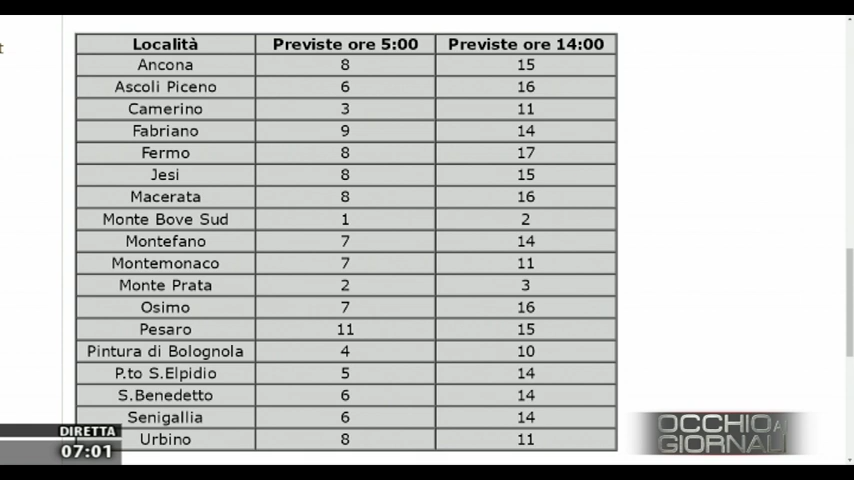 t
Località Previste ore 5:00 Previste ore 14:00
Ancona 8 15
Ascoli Piceno 6 16
Camerino 3 11
Fabriano 9 14
Fermo 8 17
Jesi 8 15
Macerata 8 16
Monte Bove Sud 1 2
Montefano 7 14
Montemonaco 7 11
Monte Prata 2 3
Osimo 7 16
Pesaro 11 15
Pintura di Bolognola 4 10
P.to S.Elpidio 5 14
S.Benedetto 6 14
Senigallia 6 14
Urbino 8 11
DIRETTA
07:01
OCCHIO AI
GIORNALI